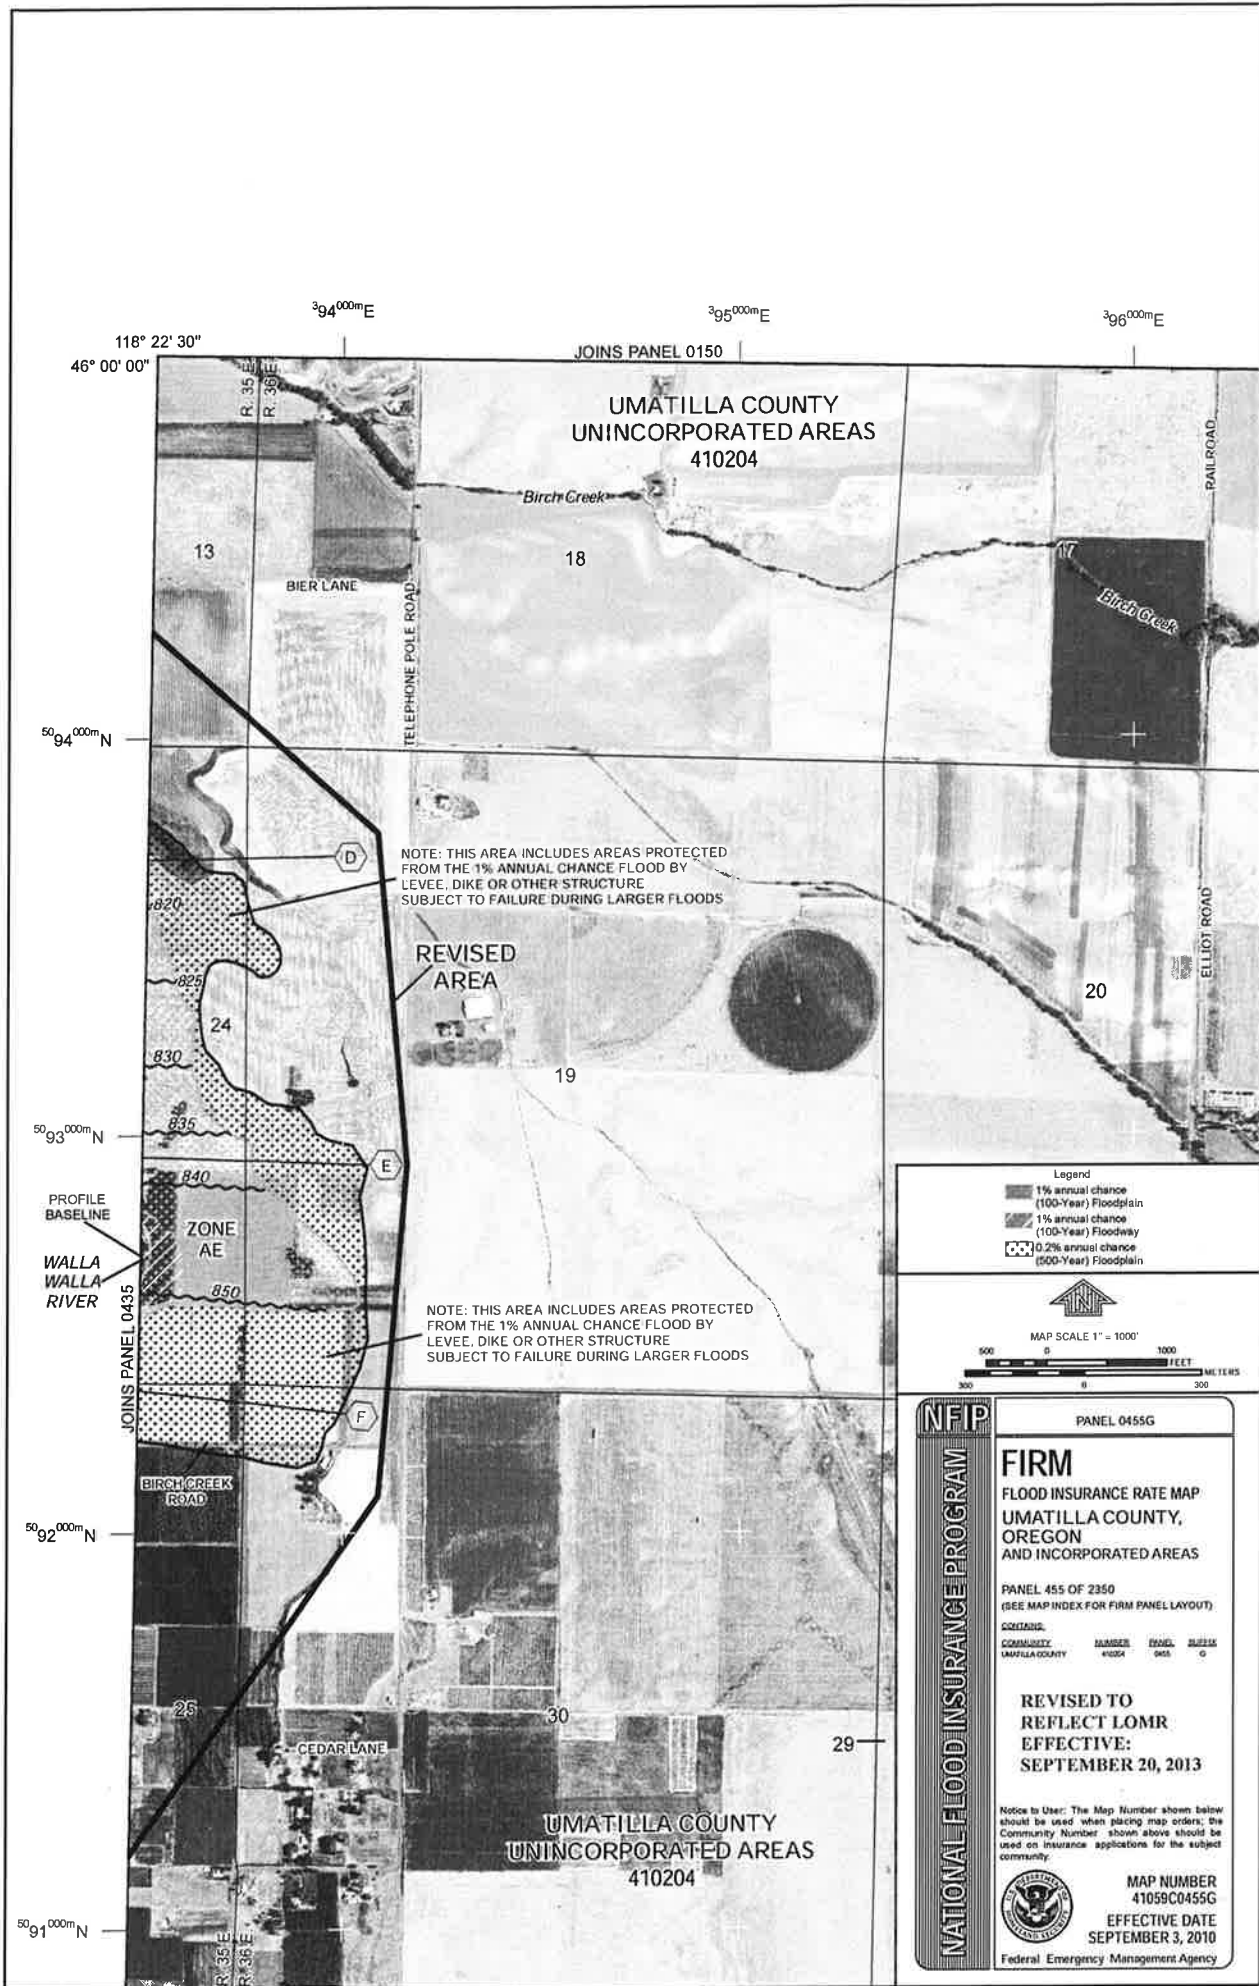 394000mE
395000mE
396000mE
118° 22' 30"
46° 00' 00"
JOINS PANEL 0150
R. 35 E.
R. 36 E.
UMATILLA COUNTY
UNINCORPORATED AREAS
410204
RAILROAD
Birch Creek
13
18
17
BIER LANE
TELEPHONE POLE ROAD
Birch Creek
5094000mN
D
NOTE: THIS AREA INCLUDES AREAS PROTECTED
FROM THE 1% ANNUAL CHANCE FLOOD BY
LEVEE, DIKE OR OTHER STRUCTURE
SUBJECT TO FAILURE DURING LARGER FLOODS
820
ELLIOT ROAD
REVISED
AREA
825
20
24
830
19
835
5093000mN
E
840
PROFILE
BASELINE
ZONE
AE
WALLA
WALLA
RIVER
850
JOINS PANEL 0435
NOTE: THIS AREA INCLUDES AREAS PROTECTED
FROM THE 1% ANNUAL CHANCE FLOOD BY
LEVEE, DIKE OR OTHER STRUCTURE
SUBJECT TO FAILURE DURING LARGER FLOODS
F
BIRCH CREEK
ROAD
5092000mN
25
30
29
CEDAR LANE
UMATILLA COUNTY
UNINCORPORATED AREAS
410204
5091000mN
R. 35 E.
R. 36 E.
Legend
1% annual chance
(100-Year) Floodplain
1% annual chance
(100-Year) Floodway
0.2% annual chance
(500-Year) Floodplain
N
MAP SCALE 1" = 1000'
500 0 1000
FEET
METERS
300 0 300
NFIP
NATIONAL FLOOD INSURANCE PROGRAM
PANEL 0455G
FIRM
FLOOD INSURANCE RATE MAP
UMATILLA COUNTY,
OREGON
AND INCORPORATED AREAS
PANEL 455 OF 2350
(SEE MAP INDEX FOR FIRM PANEL LAYOUT)
CONTAINS:
COMMUNITY NUMBER PANEL SUFFIX
UMATILLA COUNTY 410204 0455 G
REVISED TO
REFLECT LOMR
EFFECTIVE:
SEPTEMBER 20, 2013
Notice to User: The Map Number shown below
should be used when placing map orders; the
Community Number shown above should be
used on insurance applications for the subject
community.
U.S. DEPARTMENT OF HOMELAND SECURITY
MAP NUMBER
41059C0455G
EFFECTIVE DATE
SEPTEMBER 3, 2010
Federal Emergency Management Agency